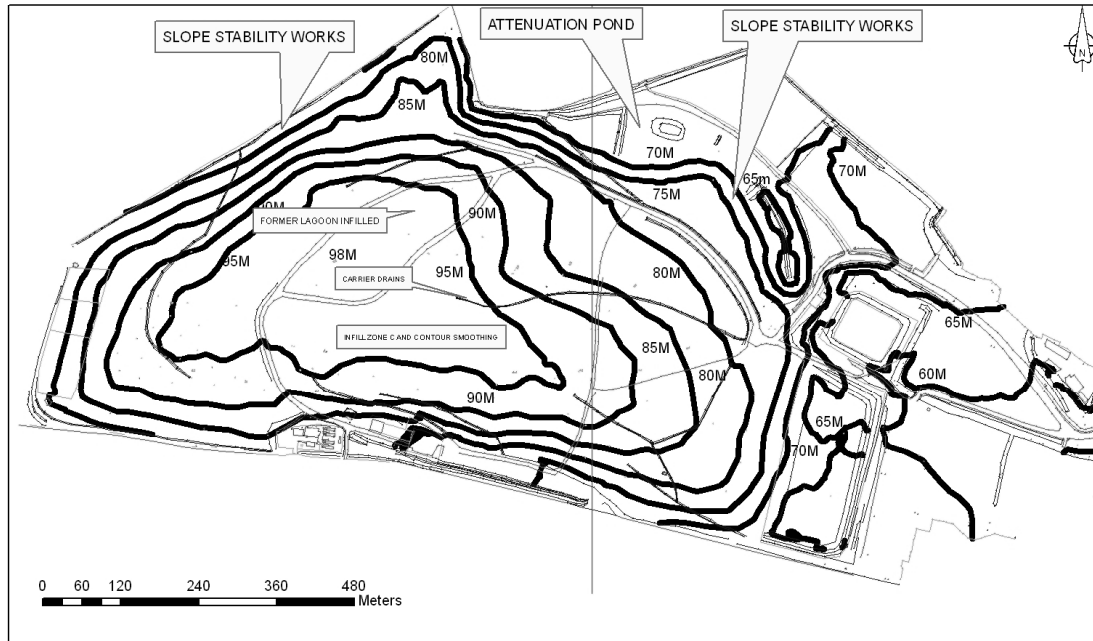 SLOPE STABILITY WORKS
ATTENUATION POND
SLOPE STABILITY WORKS
N
80M
85M
70M
70M
65m
75M
90M
FORMER LAGOON INFILLED
95M
98M
95M
80M
CARRIER DRAINS
65M
INFILL ZONE C AND CONTOUR SMOOTHING
85M
80M
60M
90M
65M
70M
0 60 120 240 360 480
Meters